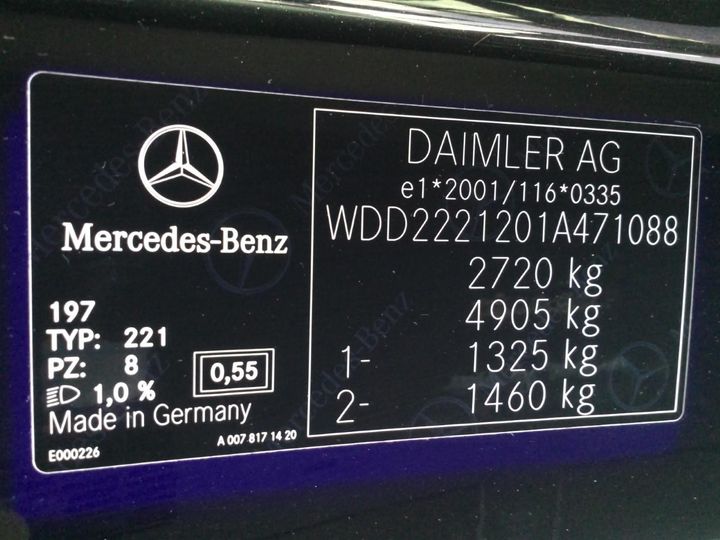 Mercedes-Benz
197
TYP: 221
PZ: 8
1,0 %
0,55
Made in Germany
E000226
A 007 817 14 20
DAIMLER AG
e1*2001/116*0335
WDD2221201A471088
2720 kg
4905 kg
1- 1325 kg
2- 1460 kg